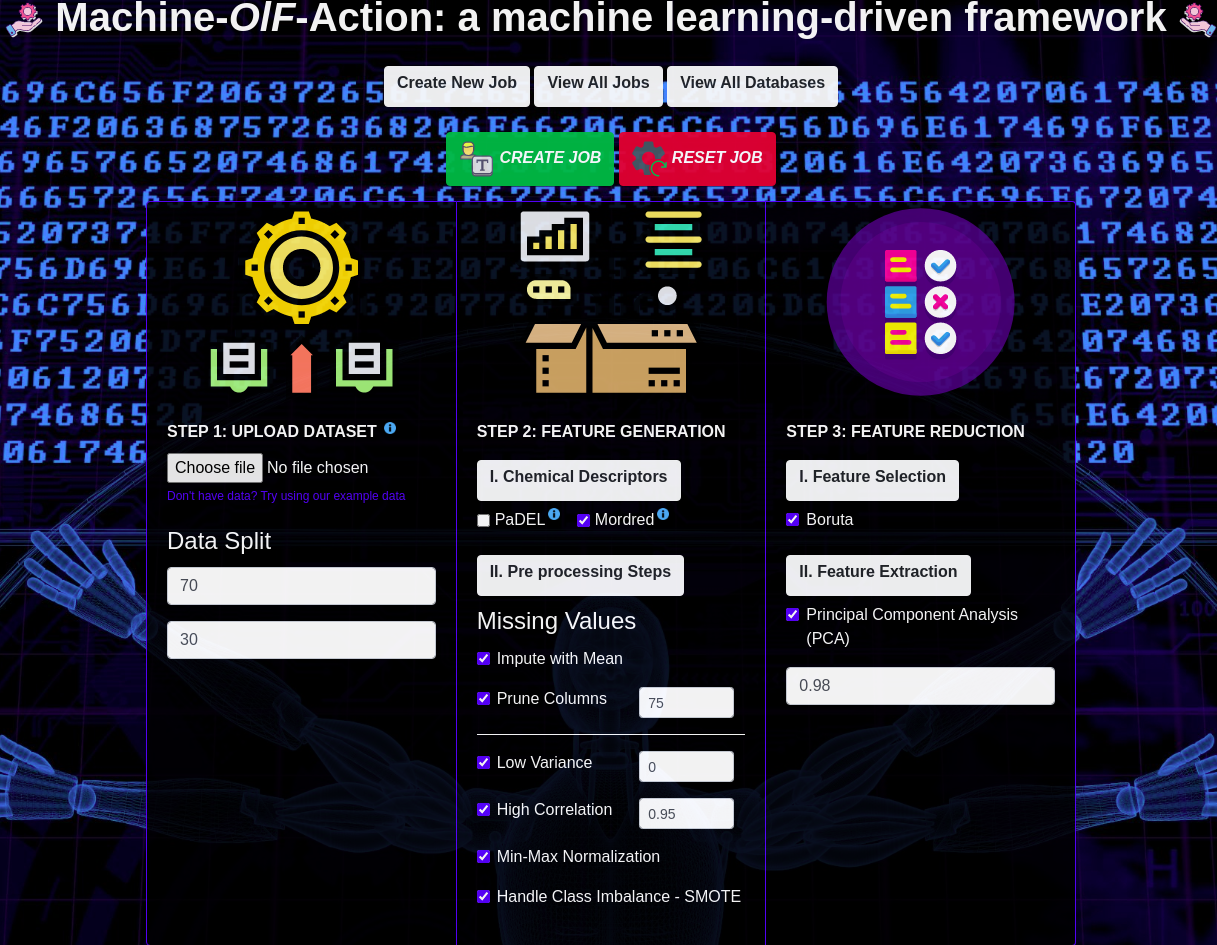 Machine-OlF-Action: a machine learning-driven framework
Create New Job
View All Jobs
View All Databases
CREATE JOB
RESET JOB
STEP 1: UPLOAD DATASET
Choose file No file chosen
Don't have data? Try using our example data
Data Split
70
30
STEP 2: FEATURE GENERATION
I. Chemical Descriptors
PaDEL
Mordred
II. Pre processing Steps
Missing Values
Impute with Mean
Prune Columns
75
Low Variance
0
High Correlation
0.95
Min-Max Normalization
Handle Class Imbalance - SMOTE
STEP 3: FEATURE REDUCTION
I. Feature Selection
Boruta
II. Feature Extraction
Principal Component Analysis
(PCA)
0.98